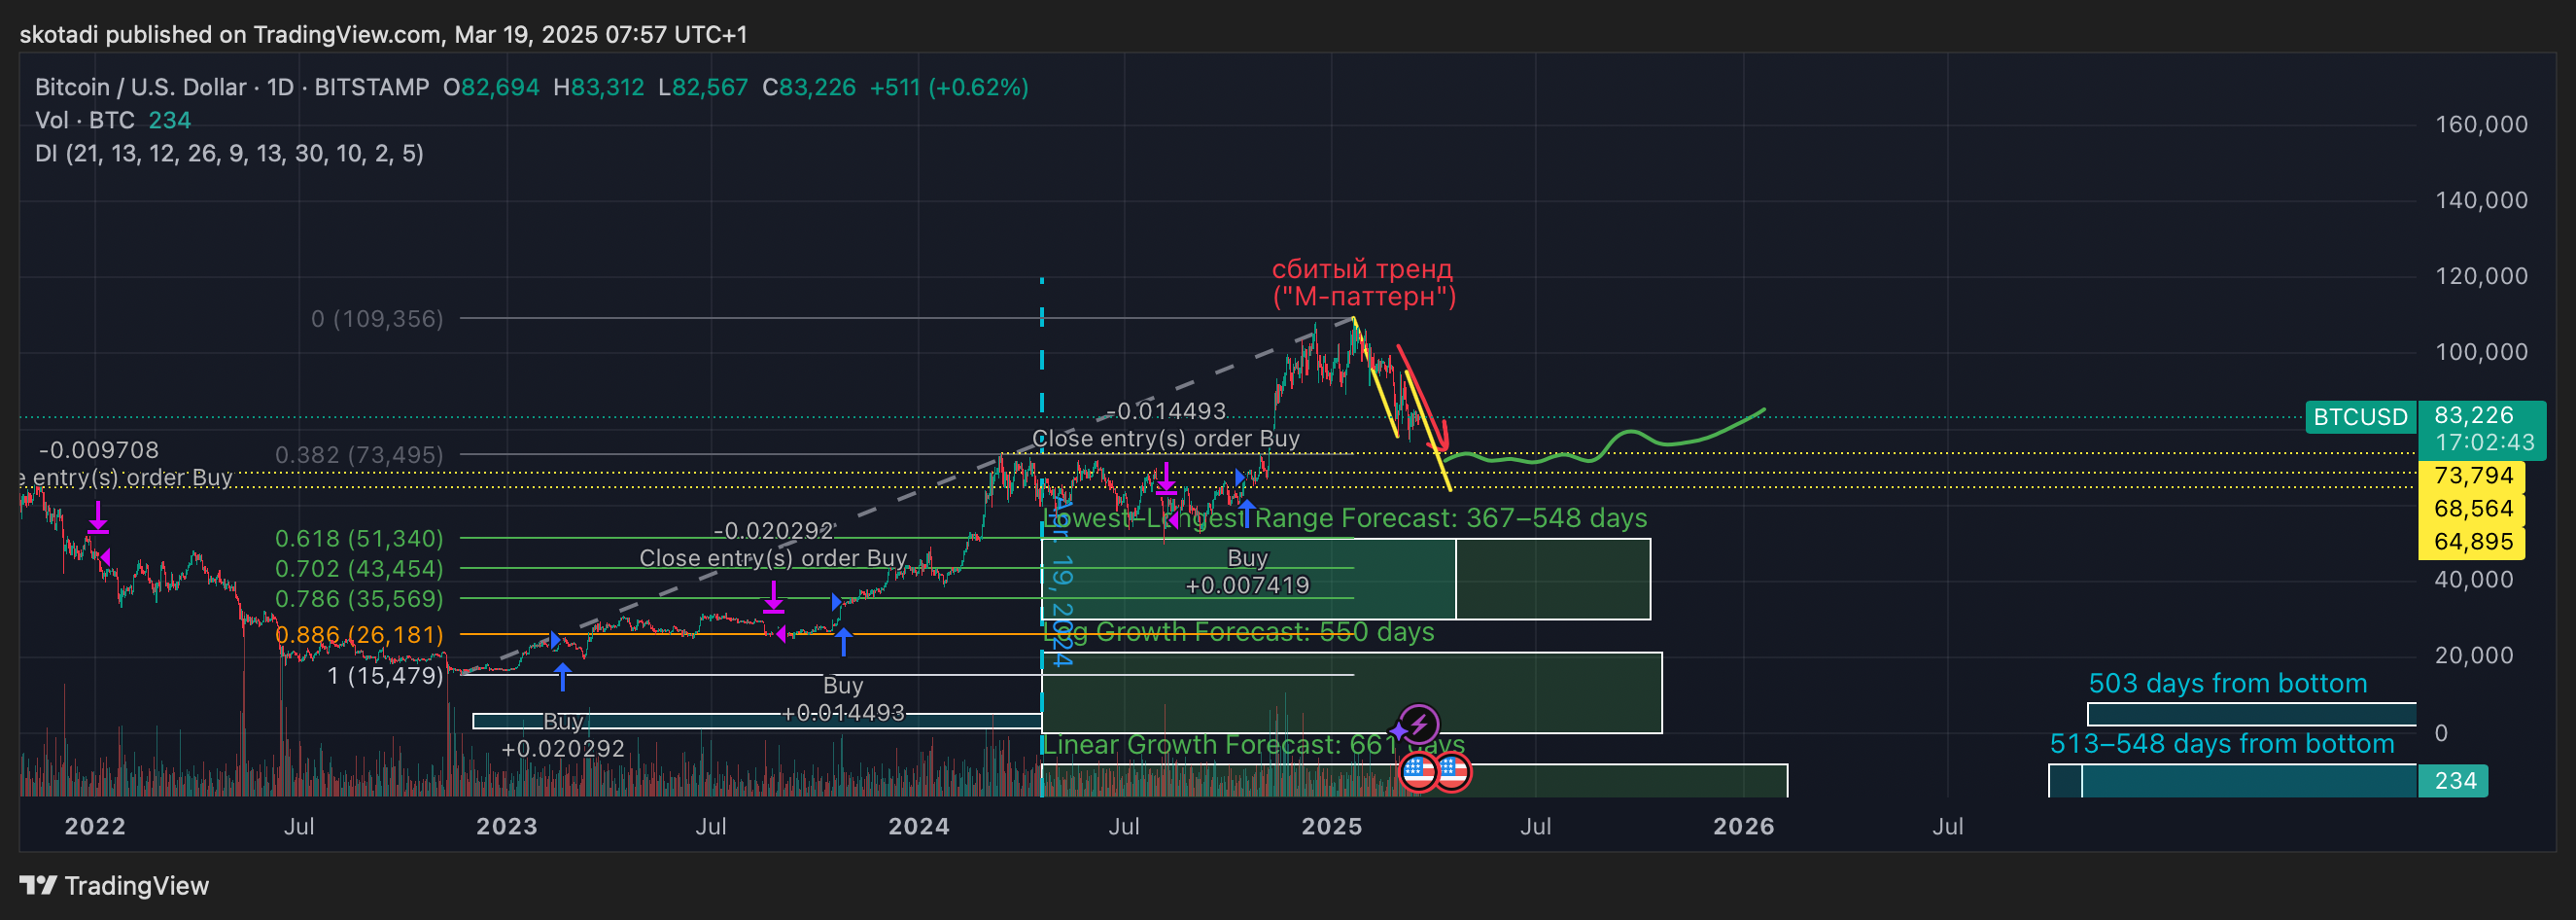 skotadi published on TradingView.com, Mar 19, 2025 07:57 UTC+1
Bitcoin / U.S. Dollar · 1D · BITSTAMP O82,694 H83,312 L82,567 C83,226 +511 (+0.62%)
Vol · BTC 234
DI (21, 13, 12, 26, 9, 13, 30, 10, 2, 5)
160,000
140,000
120,000
100,000
сбитый тренд
("М-паттерн")
0 (109,356)
BTCUSD
83,226
17:02:43
-0.014493
Close entry(s) order Buy
-0.009708
e entry(s) order Buy
0.382 (73,495)
73,794
68,564
64,895
Lowest–Longest Range Forecast: 367–548 days
-0.020292
Close entry(s) order Buy
0.618 (51,340)
0.702 (43,454)
0.786 (35,569)
0.886 (26,181)
1 (15,479)
Buy
+0.007419
Apr. 19, 2024
40,000
Log Growth Forecast: 550 days
20,000
Buy
+0.014493
Buy
+0.020292
503 days from bottom
0
Linear Growth Forecast: 661 days
513–548 days from bottom
234
2022
Jul
2023
Jul
2024
Jul
2025
Jul
2026
Jul
TradingView